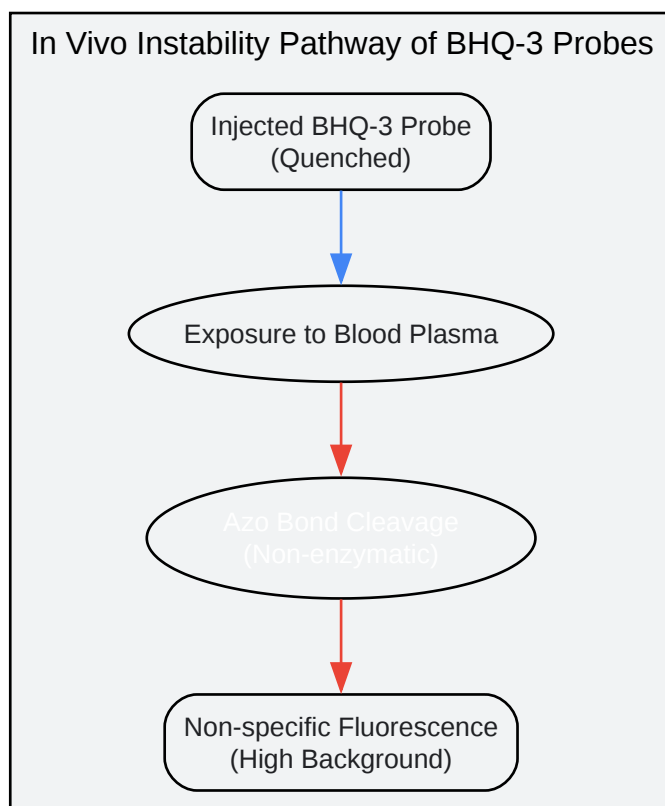 In Vivo Instability Pathway of BHQ-3 Probes
Injected BHQ-3 Probe
(Quenched)
Exposure to Blood Plasma
Azo Bond Cleavage
(Non-enzymatic)
Non-specific Fluorescence
(High Background)